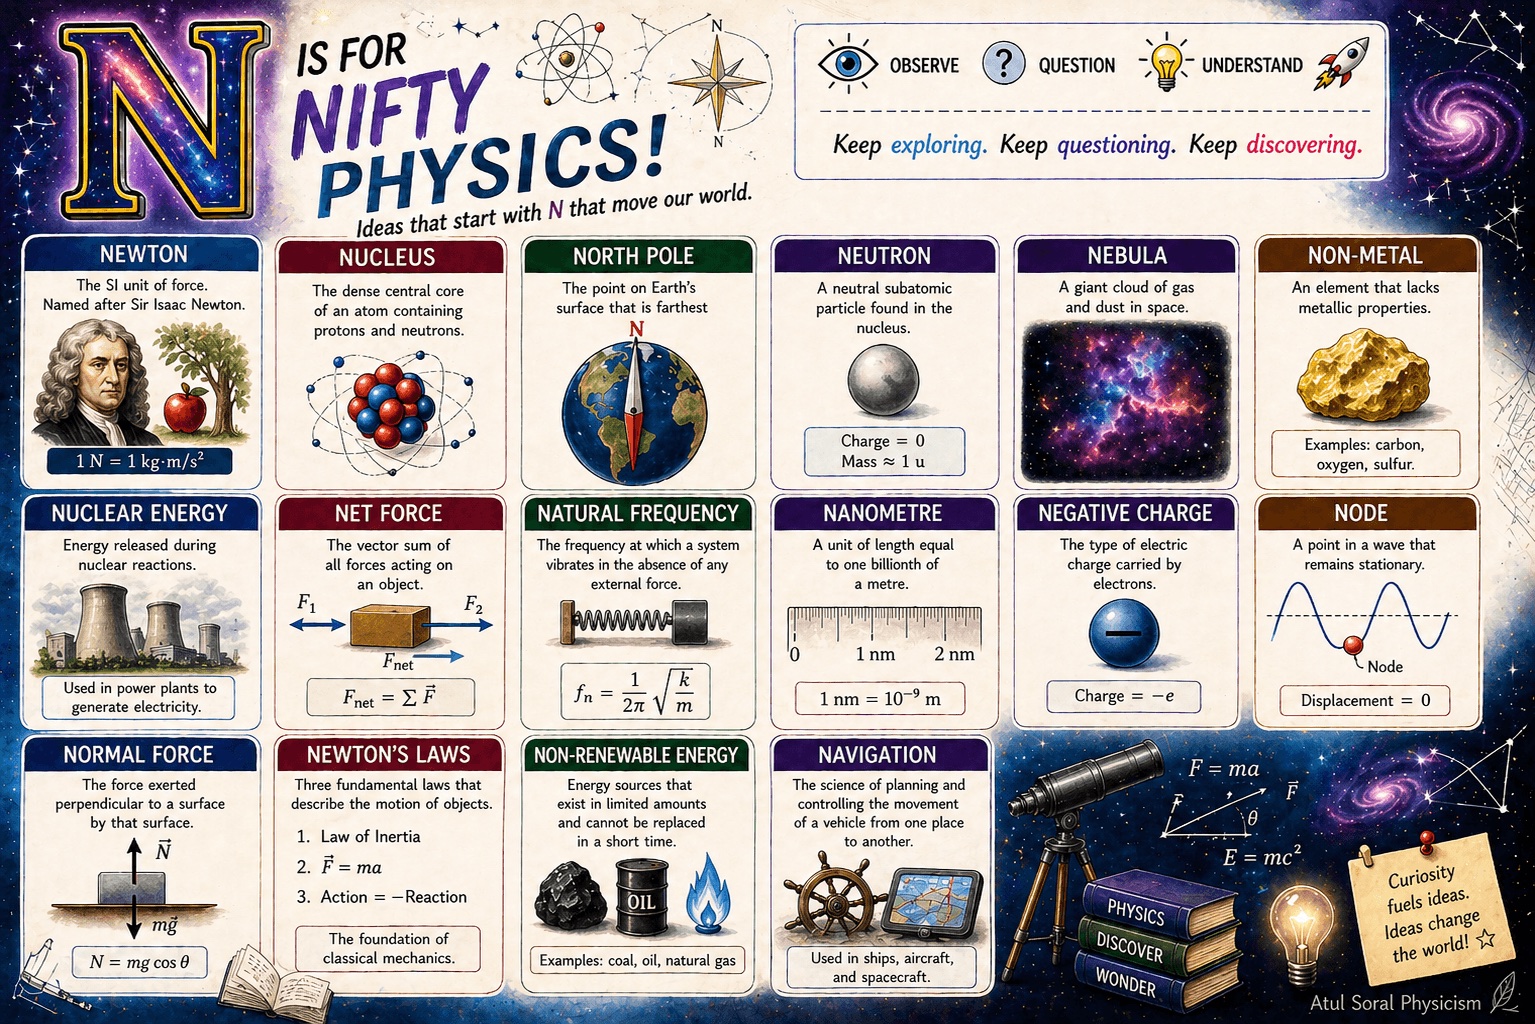 N
IS FOR
NIFTY
PHYSICS!
Ideas that start with N that move our world.
N
N
OBSERVE
?
QUESTION
UNDERSTAND
Keep exploring. Keep questioning. Keep discovering.
NEWTON
The SI unit of force.
Named after Sir Isaac Newton.
1 N = 1 kg·m/s²
NUCLEUS
The dense central core
of an atom containing
protons and neutrons.
NORTH POLE
The point on Earth's
surface that is farthest
N
NEUTRON
A neutral subatomic
particle found in the
nucleus.
Charge = 0
Mass ≈ 1 u
NEBULA
A giant cloud of gas
and dust in space.
NON-METAL
An element that lacks
metallic properties.
Examples: carbon,
oxygen, sulfur.
NUCLEAR ENERGY
Energy released during
nuclear reactions.
Used in power plants to
generate electricity.
NET FORCE
The vector sum of
all forces acting on
an object.
F₁
F₂
Fnet
Fnet = ∑ F⃗
NATURAL FREQUENCY
The frequency at which a system
vibrates in the absence of any
external force.
fₙ = 1/2π √k/m
NANOMETRE
A unit of length equal
to one billionth of
a metre.
0 1 nm 2 nm
1 nm = 10⁻⁹ m
NEGATIVE CHARGE
The type of electric
charge carried by
electrons.
−
Charge = −e
NODE
A point in a wave that
remains stationary.
Node
Displacement = 0
NORMAL FORCE
The force exerted
perpendicular to a surface
by that surface.
N⃗
mg⃗
N = mg cos θ
NEWTON'S LAWS
Three fundamental laws that
describe the motion of objects.
1. Law of Inertia
2. F⃗ = ma
3. Action = −Reaction
The foundation of
classical mechanics.
NON-RENEWABLE ENERGY
Energy sources that
exist in limited amounts
and cannot be replaced
in a short time.
OIL
Examples: coal, oil, natural gas
NAVIGATION
The science of planning and
controlling the movement
of a vehicle from one place
to another.
Used in ships, aircraft,
and spacecraft.
F = ma
F⃗
θ
E = mc²
PHYSICS
DISCOVER
WONDER
Curiosity
fuels ideas.
Ideas change
the world! ☆
Atul Soral Physicism